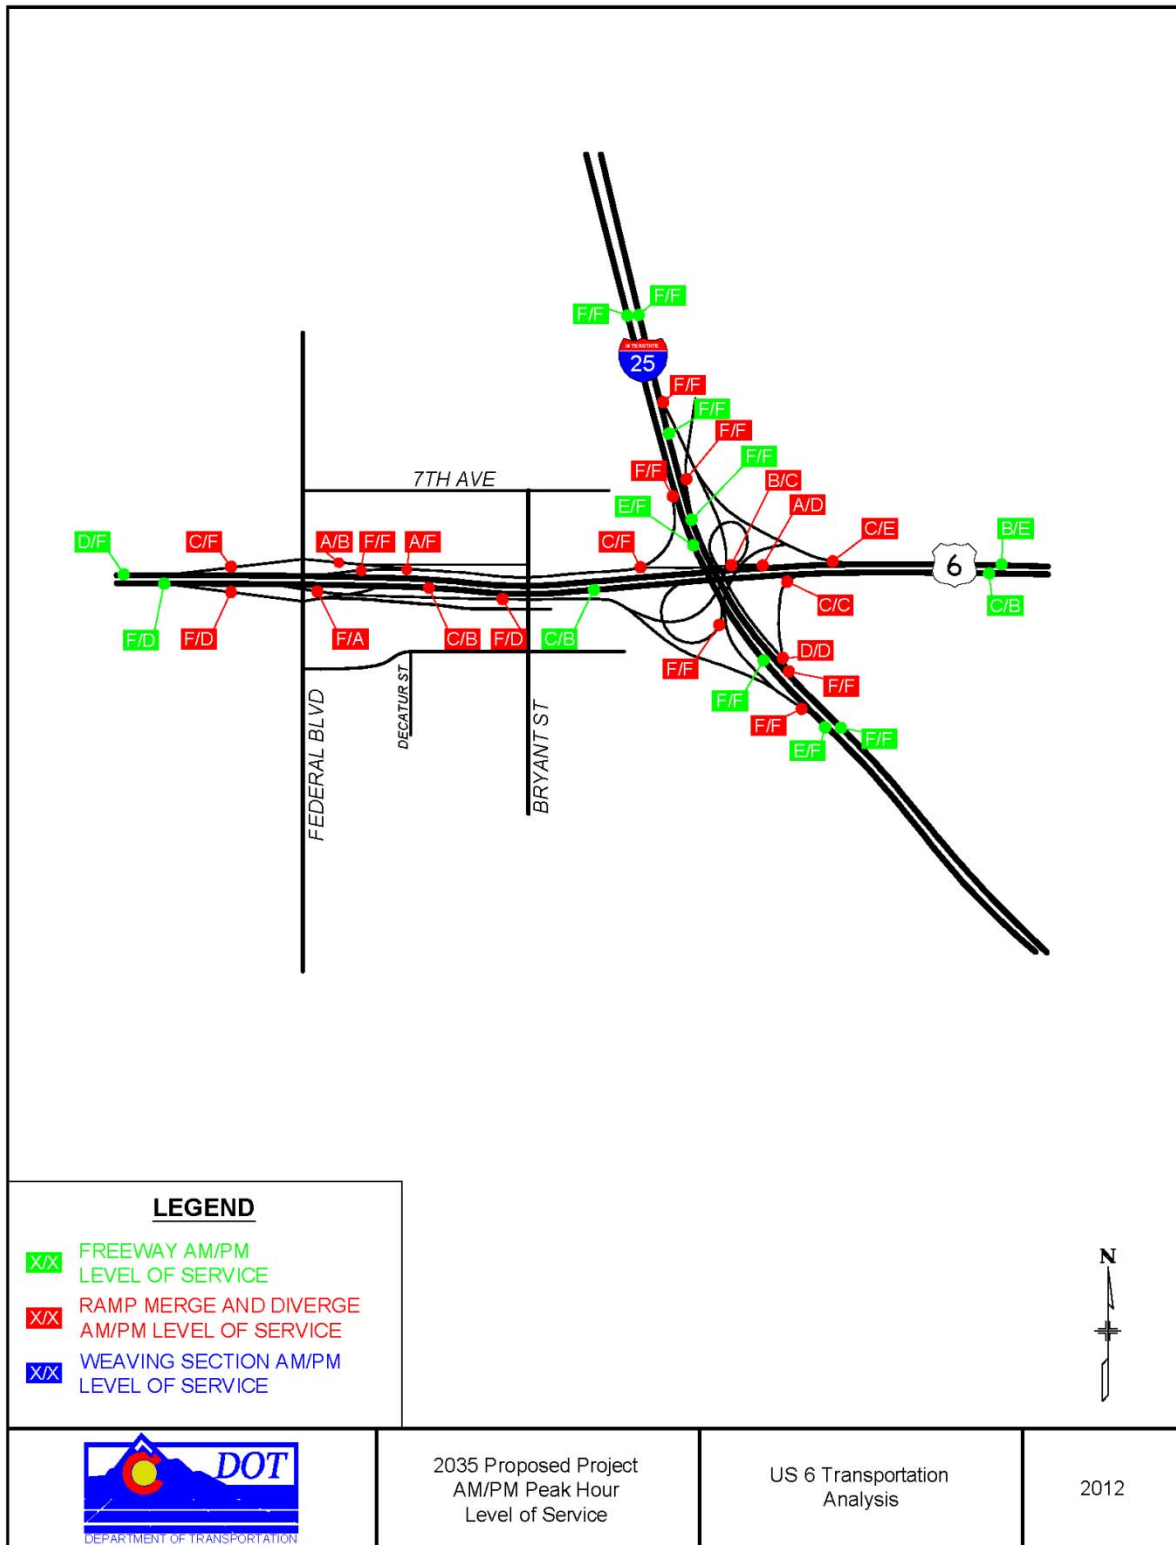 F/F
F/F
INTERSTATE
25
F/F
F/F
F/F
F/F
F/F
B/C
A/D
E/F
7TH AVE
D/F
C/F
A/B
F/F
A/F
C/F
C/E
B/E
6
C/B
C/C
F/D
F/D
F/A
C/B
F/D
C/B
F/F
D/D
F/F
F/F
F/F
E/F
F/F
FEDERAL BLVD
DECATUR ST
BRYANT ST
LEGEND
X/X FREEWAY AM/PM
LEVEL OF SERVICE
X/X RAMP MERGE AND DIVERGE
AM/PM LEVEL OF SERVICE
X/X WEAVING SECTION AM/PM
LEVEL OF SERVICE
N
DOT
DEPARTMENT OF TRANSPORTATION
2035 Proposed Project
AM/PM Peak Hour
Level of Service
US 6 Transportation
Analysis
2012